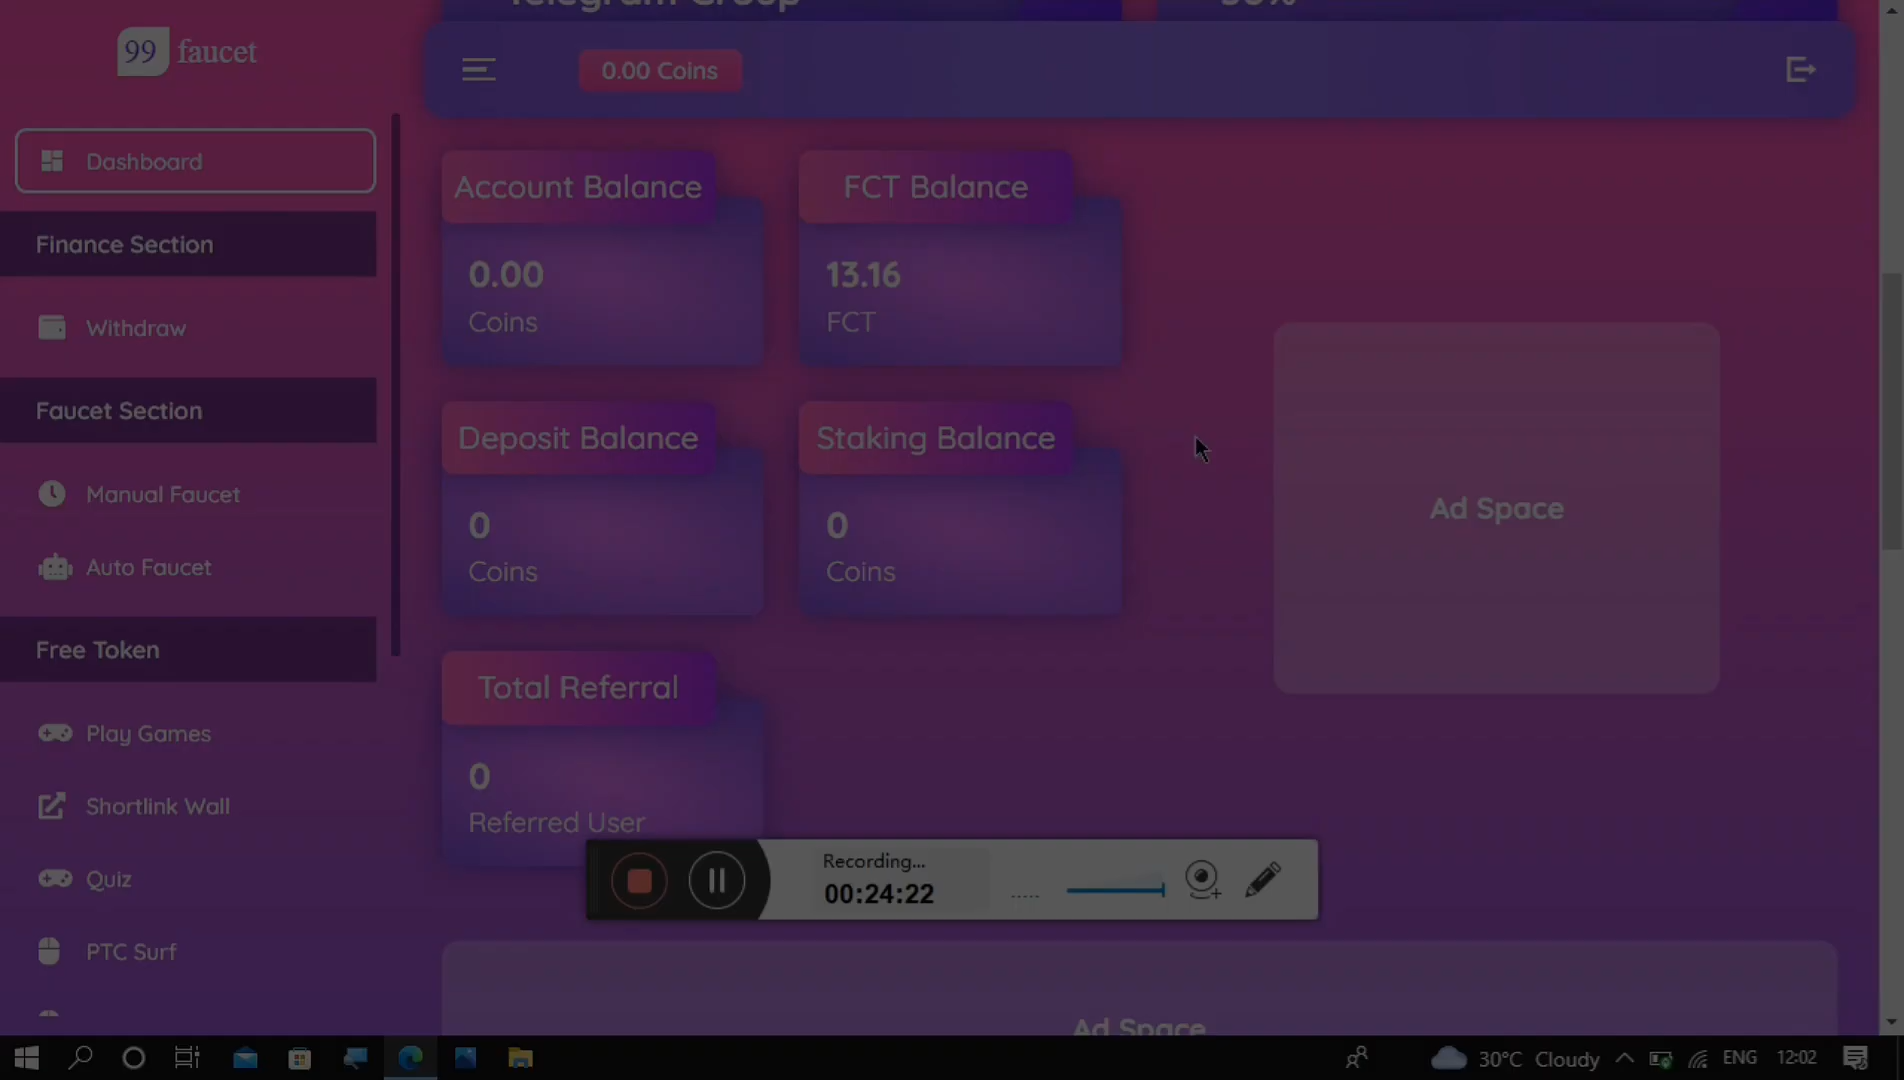 Telegram Group
50%
99 faucet
0.00 Coins
Dashboard
Finance Section
Withdraw
Faucet Section
Manual Faucet
Auto Faucet
Free Token
Play Games
Shortlink Wall
Quiz
PTC Surf
Account Balance
0.00
Coins
FCT Balance
13.16
FCT
Deposit Balance
0
Coins
Staking Balance
0
Coins
Total Referral
0
Referred User
Ad Space
Recording...
00:24:22
Ad Space
30°C Cloudy
ENG
12:02